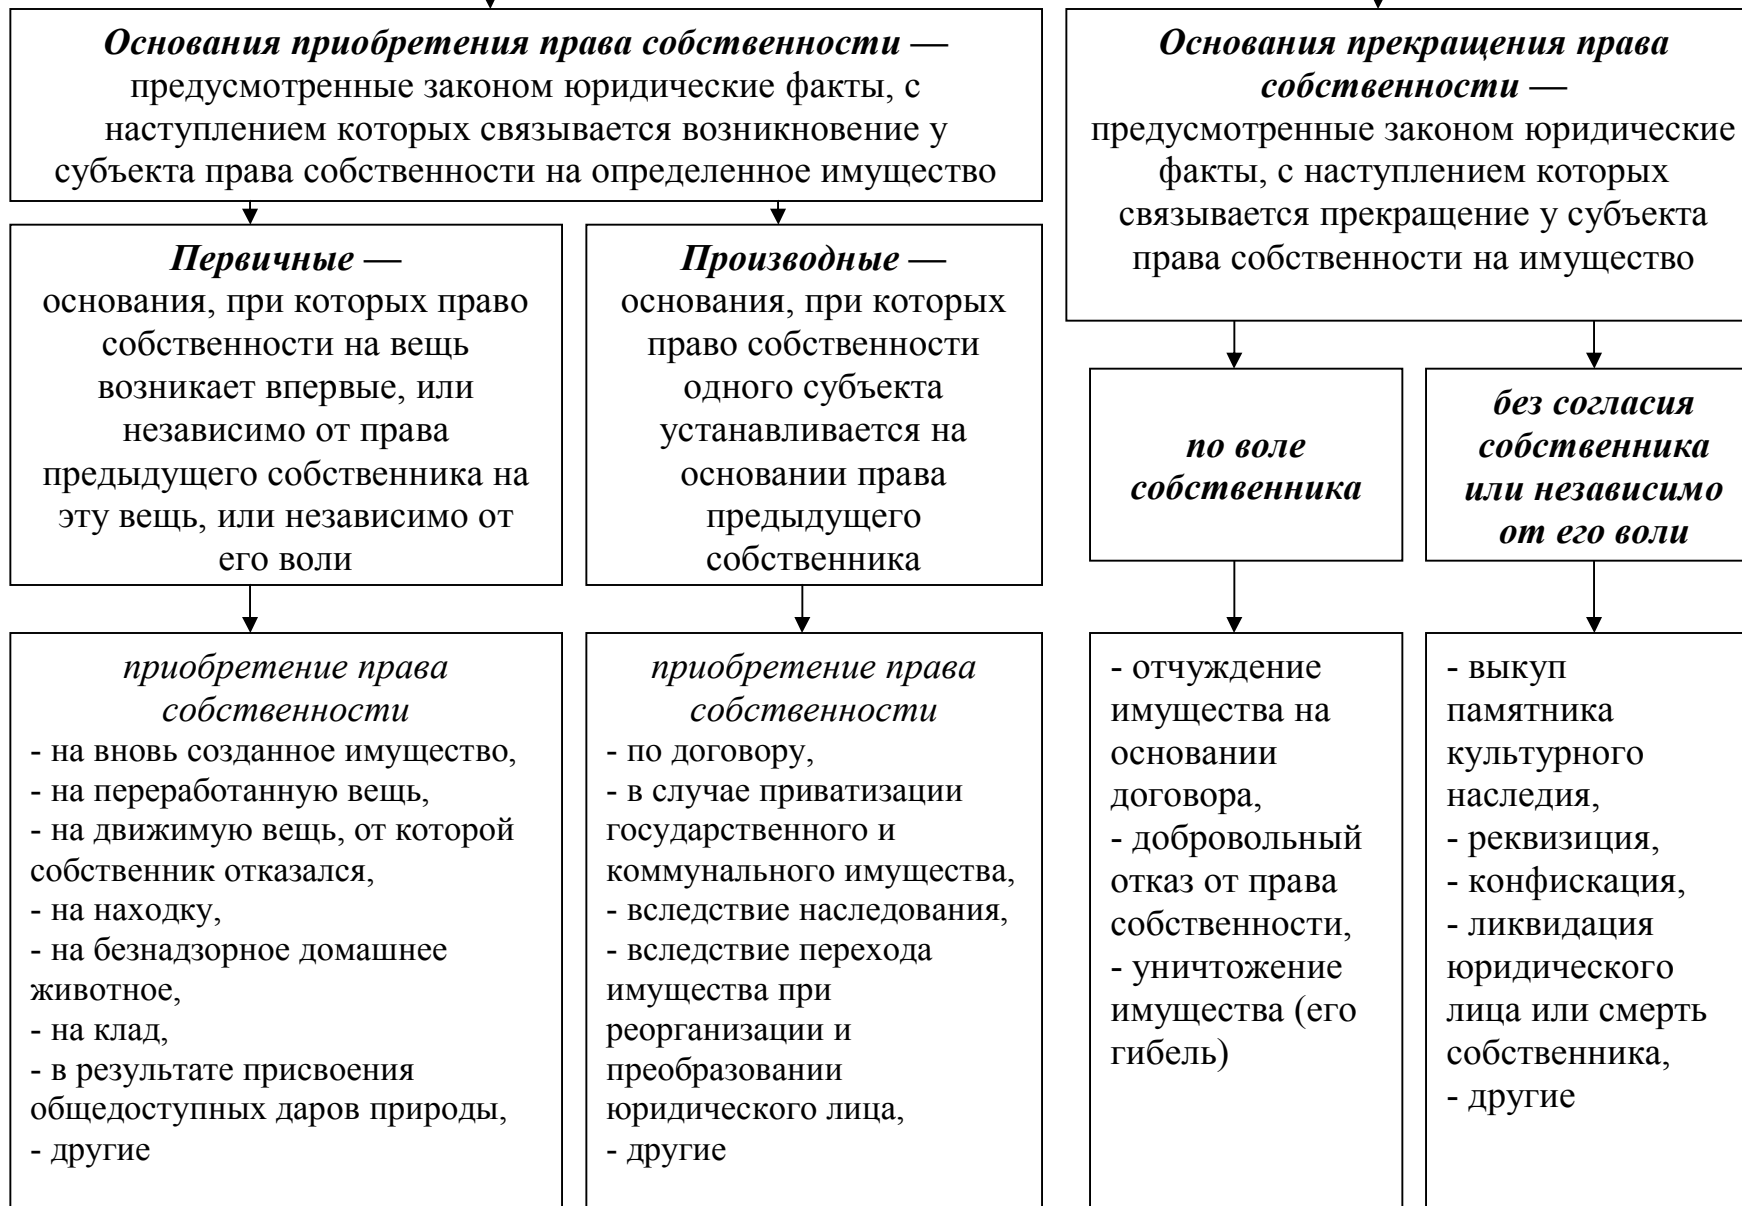 Основания приобретения права собственности —
предусмотренные законом юридические факты, с
наступлением которых связывается возникновение у
субъекта права собственности на определенное имущество
Основания прекращения права
собственности —
предусмотренные законом юридические
факты, с наступлением которых
связывается прекращение у субъекта
права собственности на имущество
Первичные —
основания, при которых право
собственности на вещь
возникает впервые, или
независимо от права
предыдущего собственника на
эту вещь, или независимо от
его воли
Производные —
основания, при которых
право собственности
одного субъекта
устанавливается на
основании права
предыдущего
собственника
по воле
собственника
без согласия
собственника
или независимо
от его воли
приобретение права
собственности
- на вновь созданное имущество,
- на переработанную вещь,
- на движимую вещь, от которой
собственник отказался,
- на находку,
- на безнадзорное домашнее
животное,
- на клад,
- в результате присвоения
общедоступных даров природы,
- другие
приобретение права
собственности
- по договору,
- в случае приватизации
государственного и
коммунального имущества,
- вследствие наследования,
- вследствие перехода
имущества при
реорганизации и
преобразовании
юридического лица,
- другие
- отчуждение
имущества на
основании
договора,
- добровольный
отказ от права
собственности,
- уничтожение
имущества (его
гибель)
- выкуп
памятника
культурного
наследия,
- реквизиция,
- конфискация,
- ликвидация
юридического
лица или смерть
собственника,
- другие